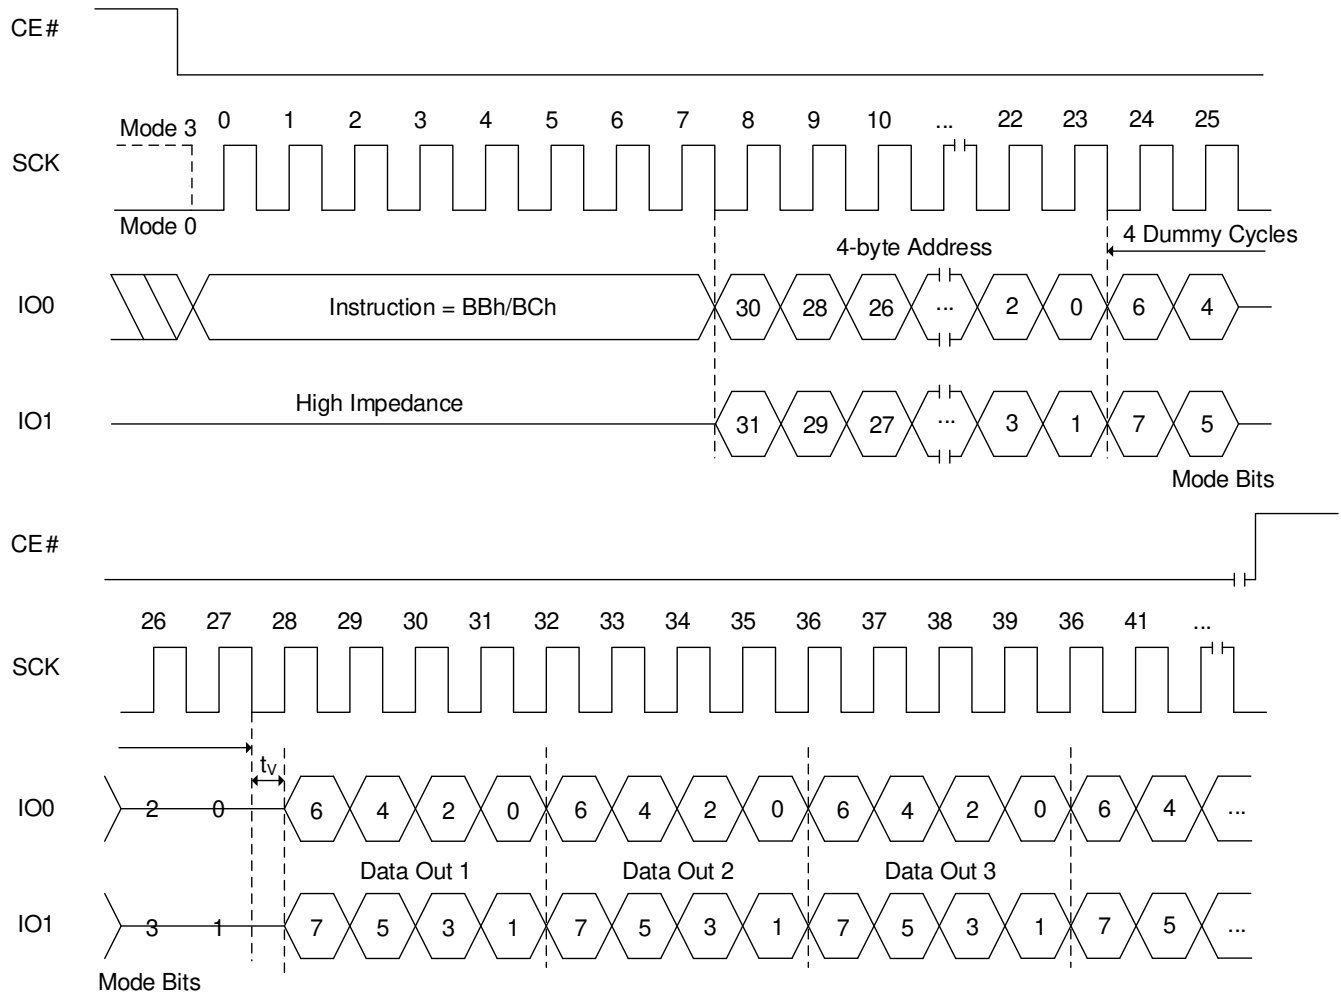 CE#
Mode 3 0 1 2 3 4 5 6 7 8 9 10 ... 22 23 24 25
SCK
Mode 0
4-byte Address 4 Dummy Cycles
IO0 Instruction = BBh/BCh 30 28 26 ... 2 0 6 4
High Impedance
IO1 31 29 27 ... 3 1 7 5
Mode Bits
CE#
26 27 28 29 30 31 32 33 34 35 36 37 38 39 36 41 ...
SCK
tV
IO0 2 0 6 4 2 0 6 4 2 0 6 4 2 0 6 4 ...
Data Out 1 Data Out 2 Data Out 3
IO1 3 1 7 5 3 1 7 5 3 1 7 5 3 1 7 5 ...
Mode Bits